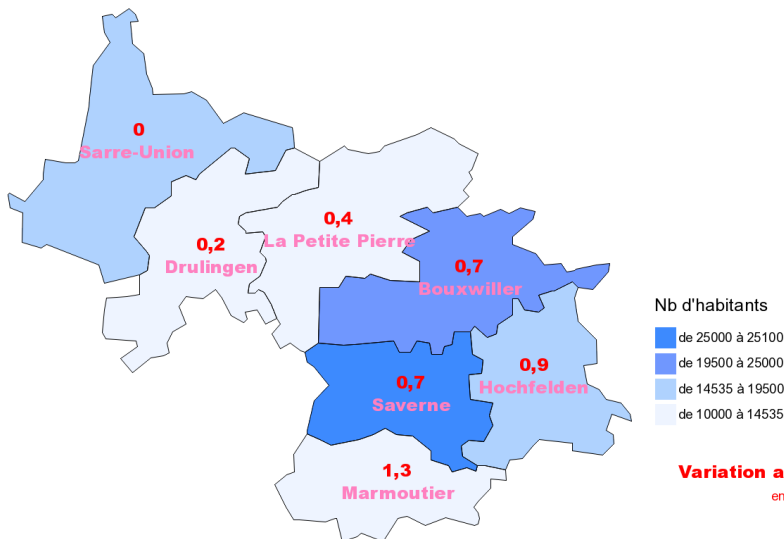 0
Sarre-Union
0,4
La Petite Pierre
0,2
Drulingen
0,7
Bouxwiller
Nb d'habitants
de 25000 à 25100
de 19500 à 25000
de 14535 à 19500
de 10000 à 14535
0,9
Hochfelden
0,7
Saverne
1,3
Marmoutier
Variation a
en